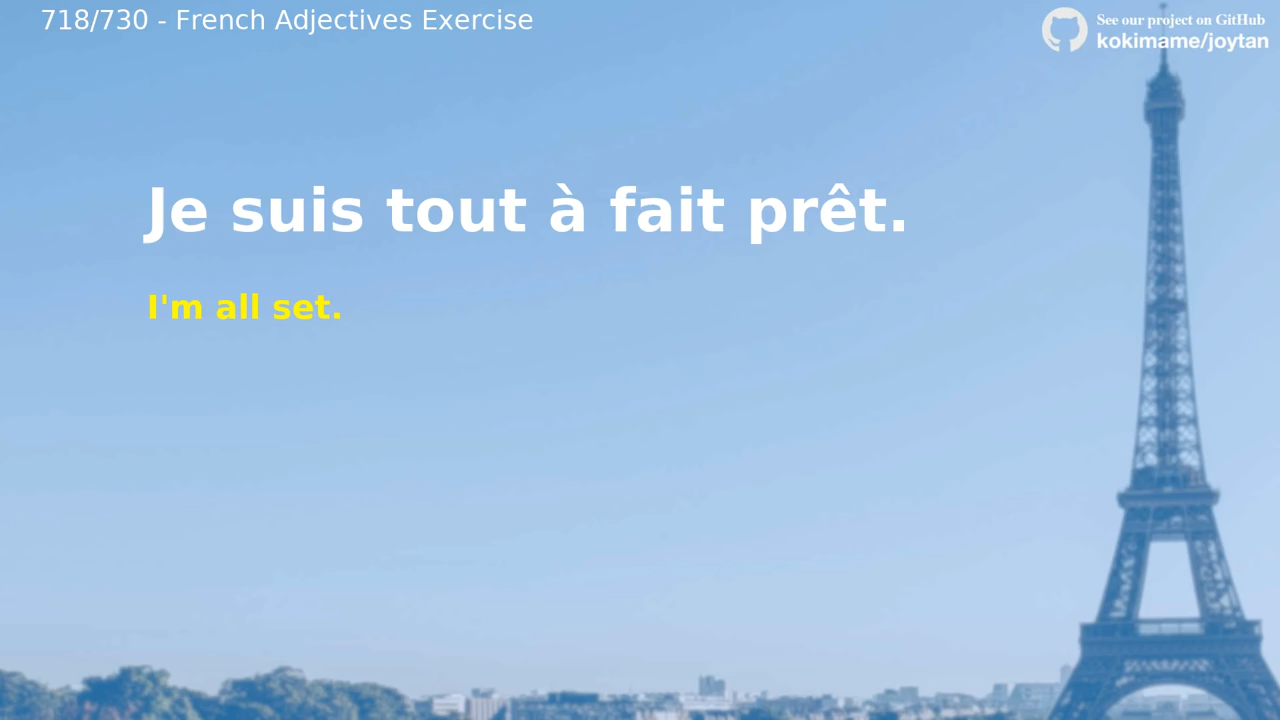 718/730 - French Adjectives Exercise
See our project on GitHub
kokimame/joytan
Je suis tout à fait prêt.
I'm all set.